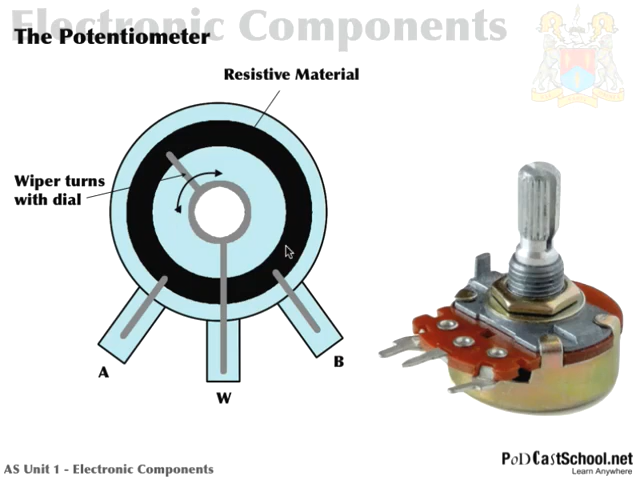 Electronic Components
The Potentiometer
Resistive Material
Wiper turns
with dial
A
W
B
AS Unit 1 - Electronic Components
PoDCastSchool.net
Learn Anywhere